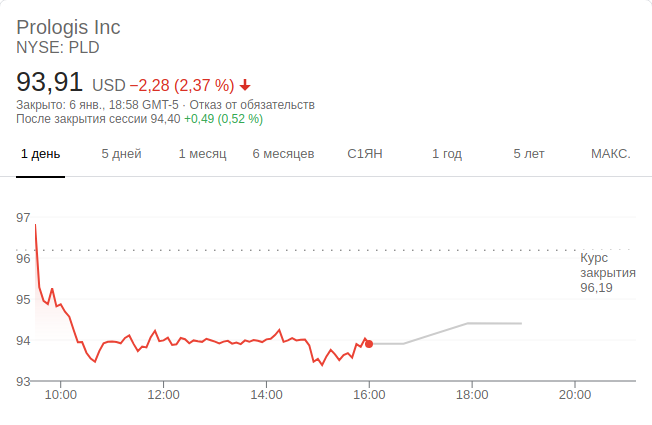 Prologis Inc
NYSE: PLD
93,91 USD −2,28 (2,37 %)
Закрыто: 6 янв., 18:58 GMT-5 · Отказ от обязательств
После закрытия сессии 94,40 +0,49 (0,52 %)
1 день 5 дней 1 месяц 6 месяцев С1ЯН 1 год 5 лет МАКС.
97
96
95
94
93
Курс
закрытия
96,19
10:00 12:00 14:00 16:00 18:00 20:00